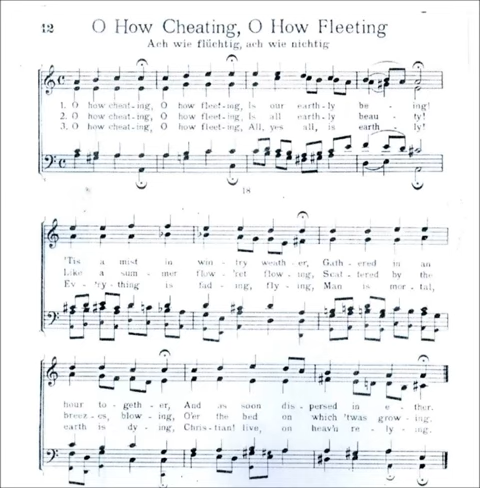 42 O How Cheating, O How Fleeting
Ach wie flüchtig, ach wie nichtig
1. O how cheat-ing, O how fleet-ing, Is our earth-ly be - ing!
2. O how cheat-ing, O how fleet-ing, Is all earth-ly beau - ty!
3. O how cheat-ing, O how fleet-ing, All, yes all, is earth - ly!
18
'Tis a mist in win - try weath-er, Gath-ered in an
Like a sum - mer flow - 'ret flow-ing, Scat-tered by the
Ev - 'ry-thing is fad-ing, fly-ing, Man is mor-tal,
hour to-geth-er, And as soon dis-persed in e-ther.
breez-es, blow-ing, O'er the bed on which 'twas grow-ing.
earth is dy-ing, Chris-tian! live, on heav'n re-ly-ing.